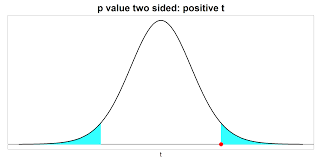 p value two sided: positive t
t